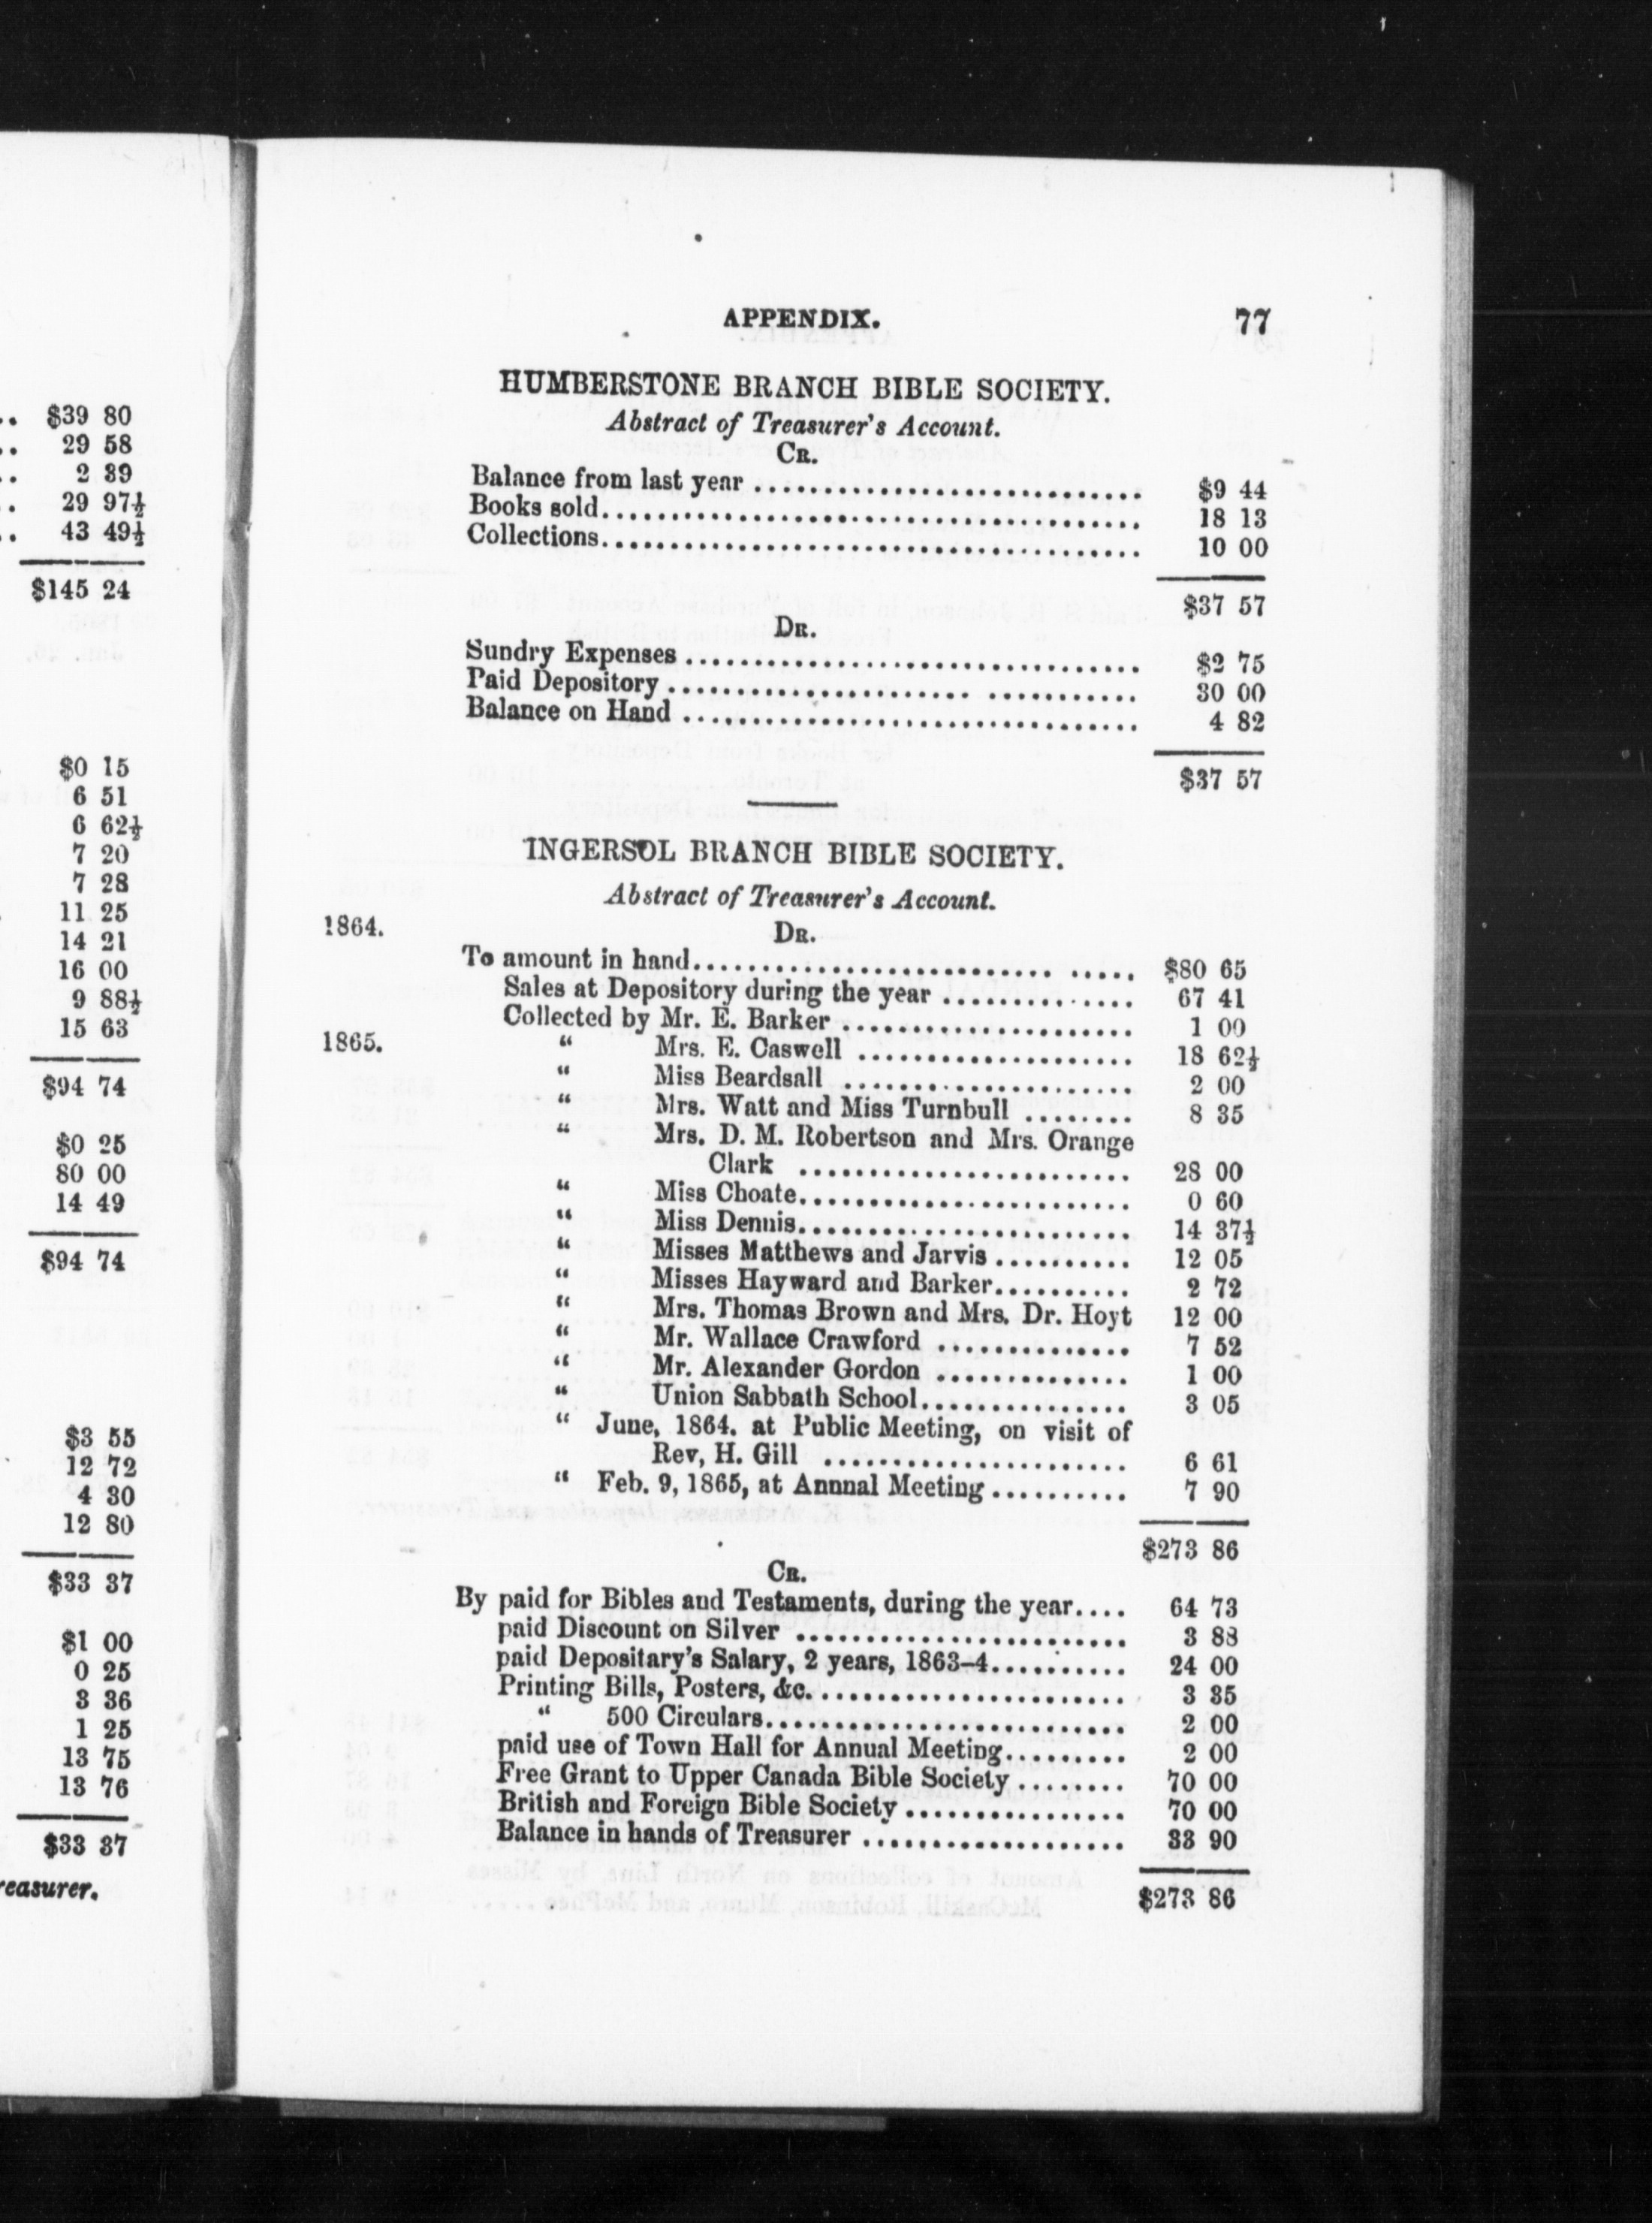 $39 80
29 58
2 39
29 97½
43 49½
$145 24
$0 15
6 51
6 62½
7 20
7 28
11 25
14 21
16 00
9 88½
15 63
$94 74
$0 25
80 00
14 49
$94 74
$3 55
12 72
4 30
12 80
$33 37
$1 00
0 25
3 36
1 25
13 75
13 76
$33 37
reasurer.
APPENDIX. 77
HUMBERSTONE BRANCH BIBLE SOCIETY.
Abstract of Treasurer's Account.
CR.
Balance from last year ............................ $9 44
Books sold....................................... 18 13
Collections....................................... 10 00
$37 57
DR.
Sundry Expenses ................................. $2 75
Paid Depository ...................... ........... 30 00
Balance on Hand ................................. 4 82
$37 57
INGERSOL BRANCH BIBLE SOCIETY.
Abstract of Treasurer's Account.
1864. DR.
To amount in hand.......................... ..... $80 65
Sales at Depository during the year .............. 67 41
Collected by Mr. E. Barker ..................... 1 00
1865. “ Mrs. E. Caswell .................... 18 62½
“ Miss Beardsall ..................... 2 00
“ Mrs. Watt and Miss Turnbull ........ 8 35
“ Mrs. D. M. Robertson and Mrs. Orange
Clark ........................ 28 00
“ Miss Choate........................ 0 60
“ Miss Dennis........................ 14 37½
“ Misses Matthews and Jarvis .......... 12 05
“ Misses Hayward and Barker.......... 2 72
“ Mrs. Thomas Brown and Mrs. Dr. Hoyt 12 00
“ Mr. Wallace Crawford .............. 7 52
“ Mr. Alexander Gordon .............. 1 00
“ Union Sabbath School............... 3 05
“ June, 1864. at Public Meeting, on visit of
Rev, H. Gill ...................... 6 61
“ Feb. 9, 1865, at Annnal Meeting .......... 7 90
$273 86
CR.
By paid for Bibles and Testaments, during the year.... 64 73
paid Discount on Silver ........................ 3 88
paid Depositary's Salary, 2 years, 1863-4.......... 24 00
Printing Bills, Posters, &c. ....................... 3 35
“ 500 Circulars.......................... 2 00
paid use of Town Hall for Annual Meeting......... 2 00
Free Grant to Upper Canada Bible Society ........ 70 00
British and Foreign Bible Society ................ 70 00
Balance in hands of Treasurer ................... 33 90
$273 86